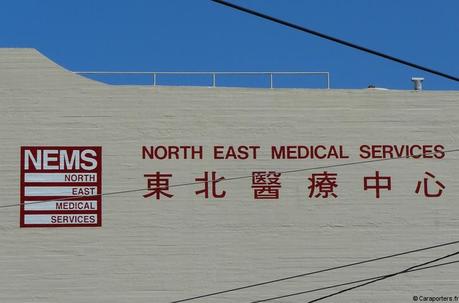 NEMS
NORTH
EAST
MEDICAL
SERVICES
NORTH EAST MEDICAL SERVICES
東北醫療中心
© Caraporters.fr